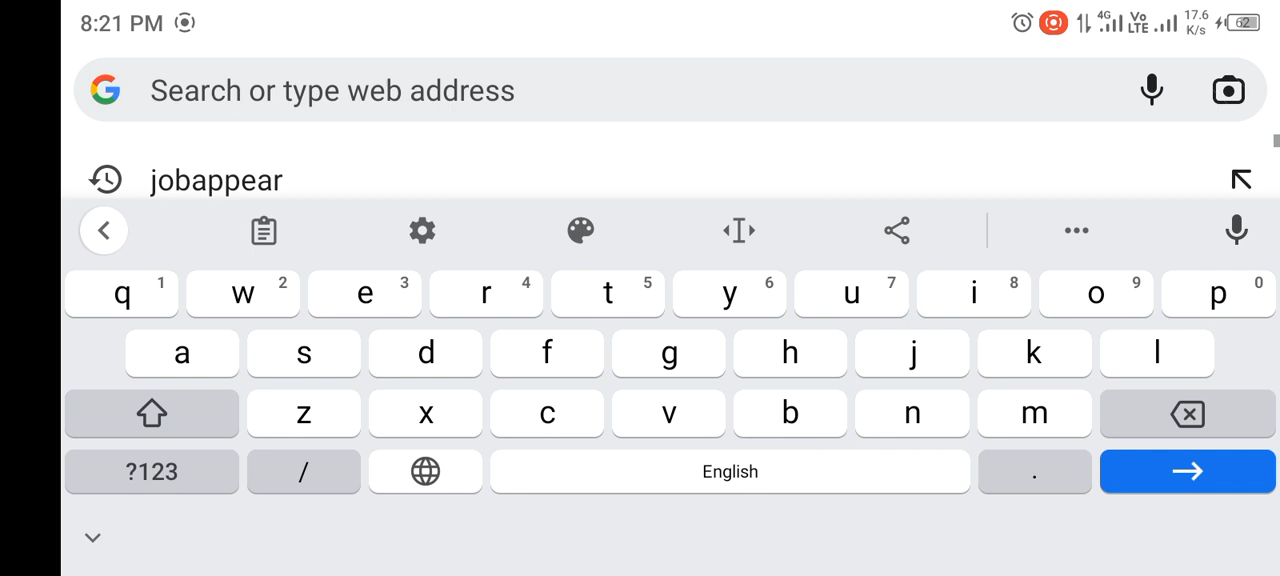 8:21 PM 4G Vo LTE 17.6 K/s 62
Search or type web address
jobappear
q 1 w 2 e 3 r 4 t 5 y 6 u 7 i 8 o 9 p 0
a s d f g h j k l
z x c v b n m
?123 / English .